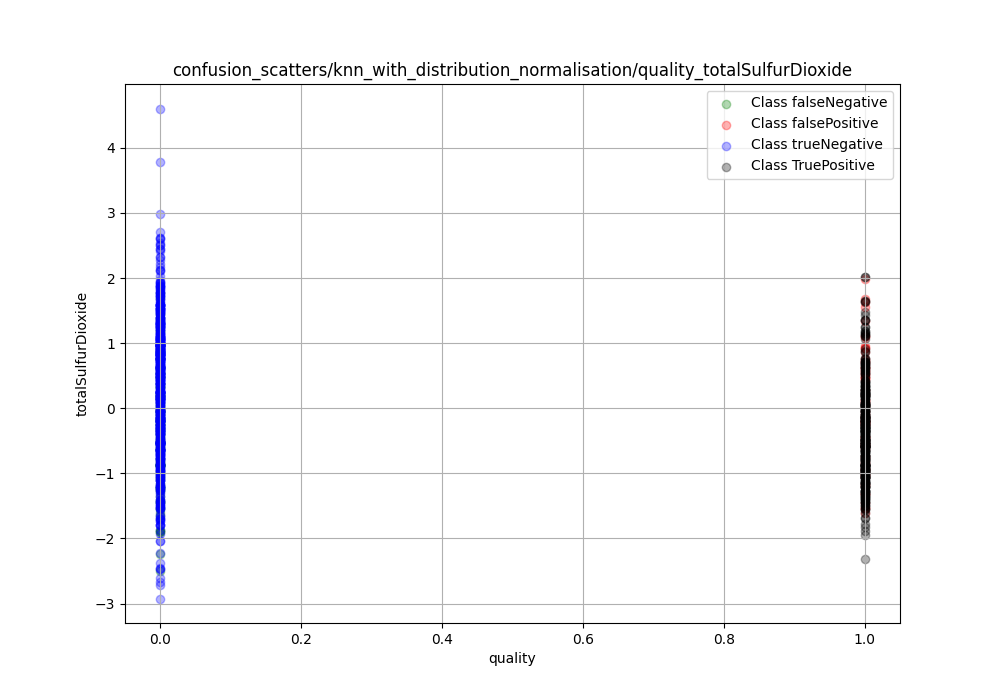 confusion_scatters/knn_with_distribution_normalisation/quality_totalSulfurDioxide
Class falseNegative
Class falsePositive
Class trueNegative
Class TruePositive
totalSulfurDioxide
4
3
2
1
0
−1
−2
−3
0.0 0.2 0.4 0.6 0.8 1.0
quality